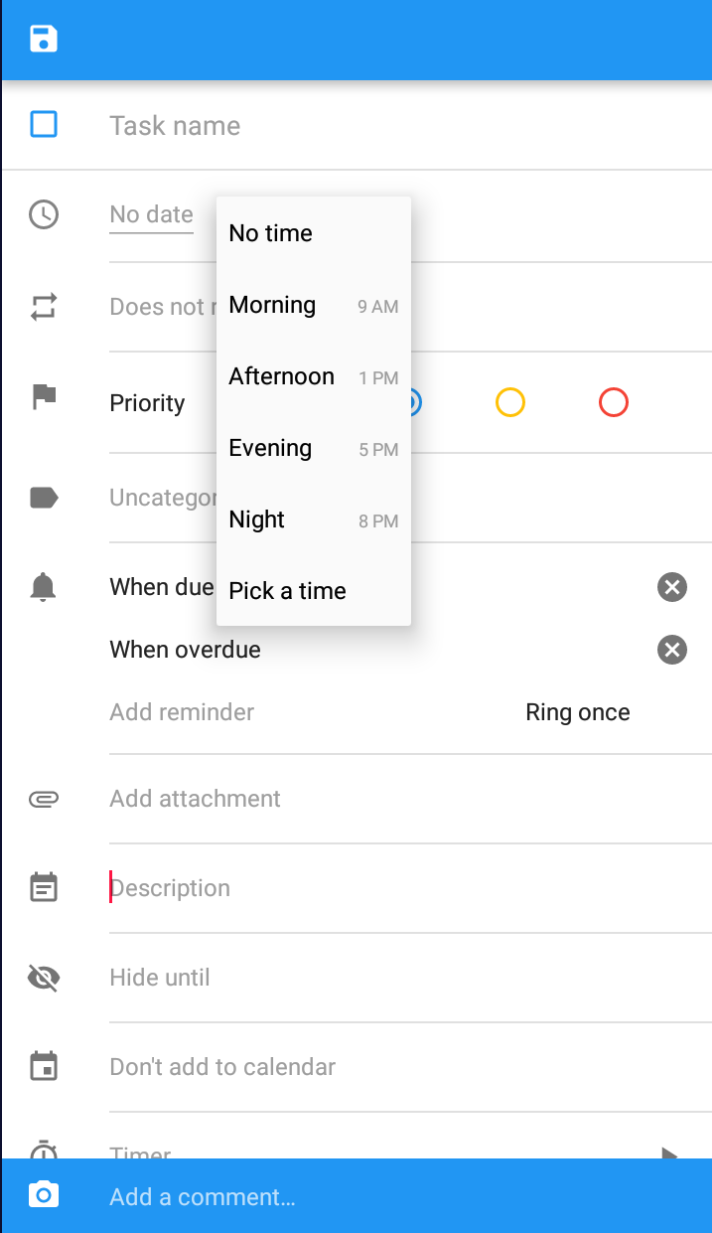 Task name
No date
No time
Morning 9 AM
Does not
Afternoon 1 PM
Priority
Evening 5 PM
Uncategor
Night 8 PM
When due
Pick a time
When overdue
Add reminder Ring once
Add attachment
Description
Hide until
Don't add to calendar
Timer
Add a comment...